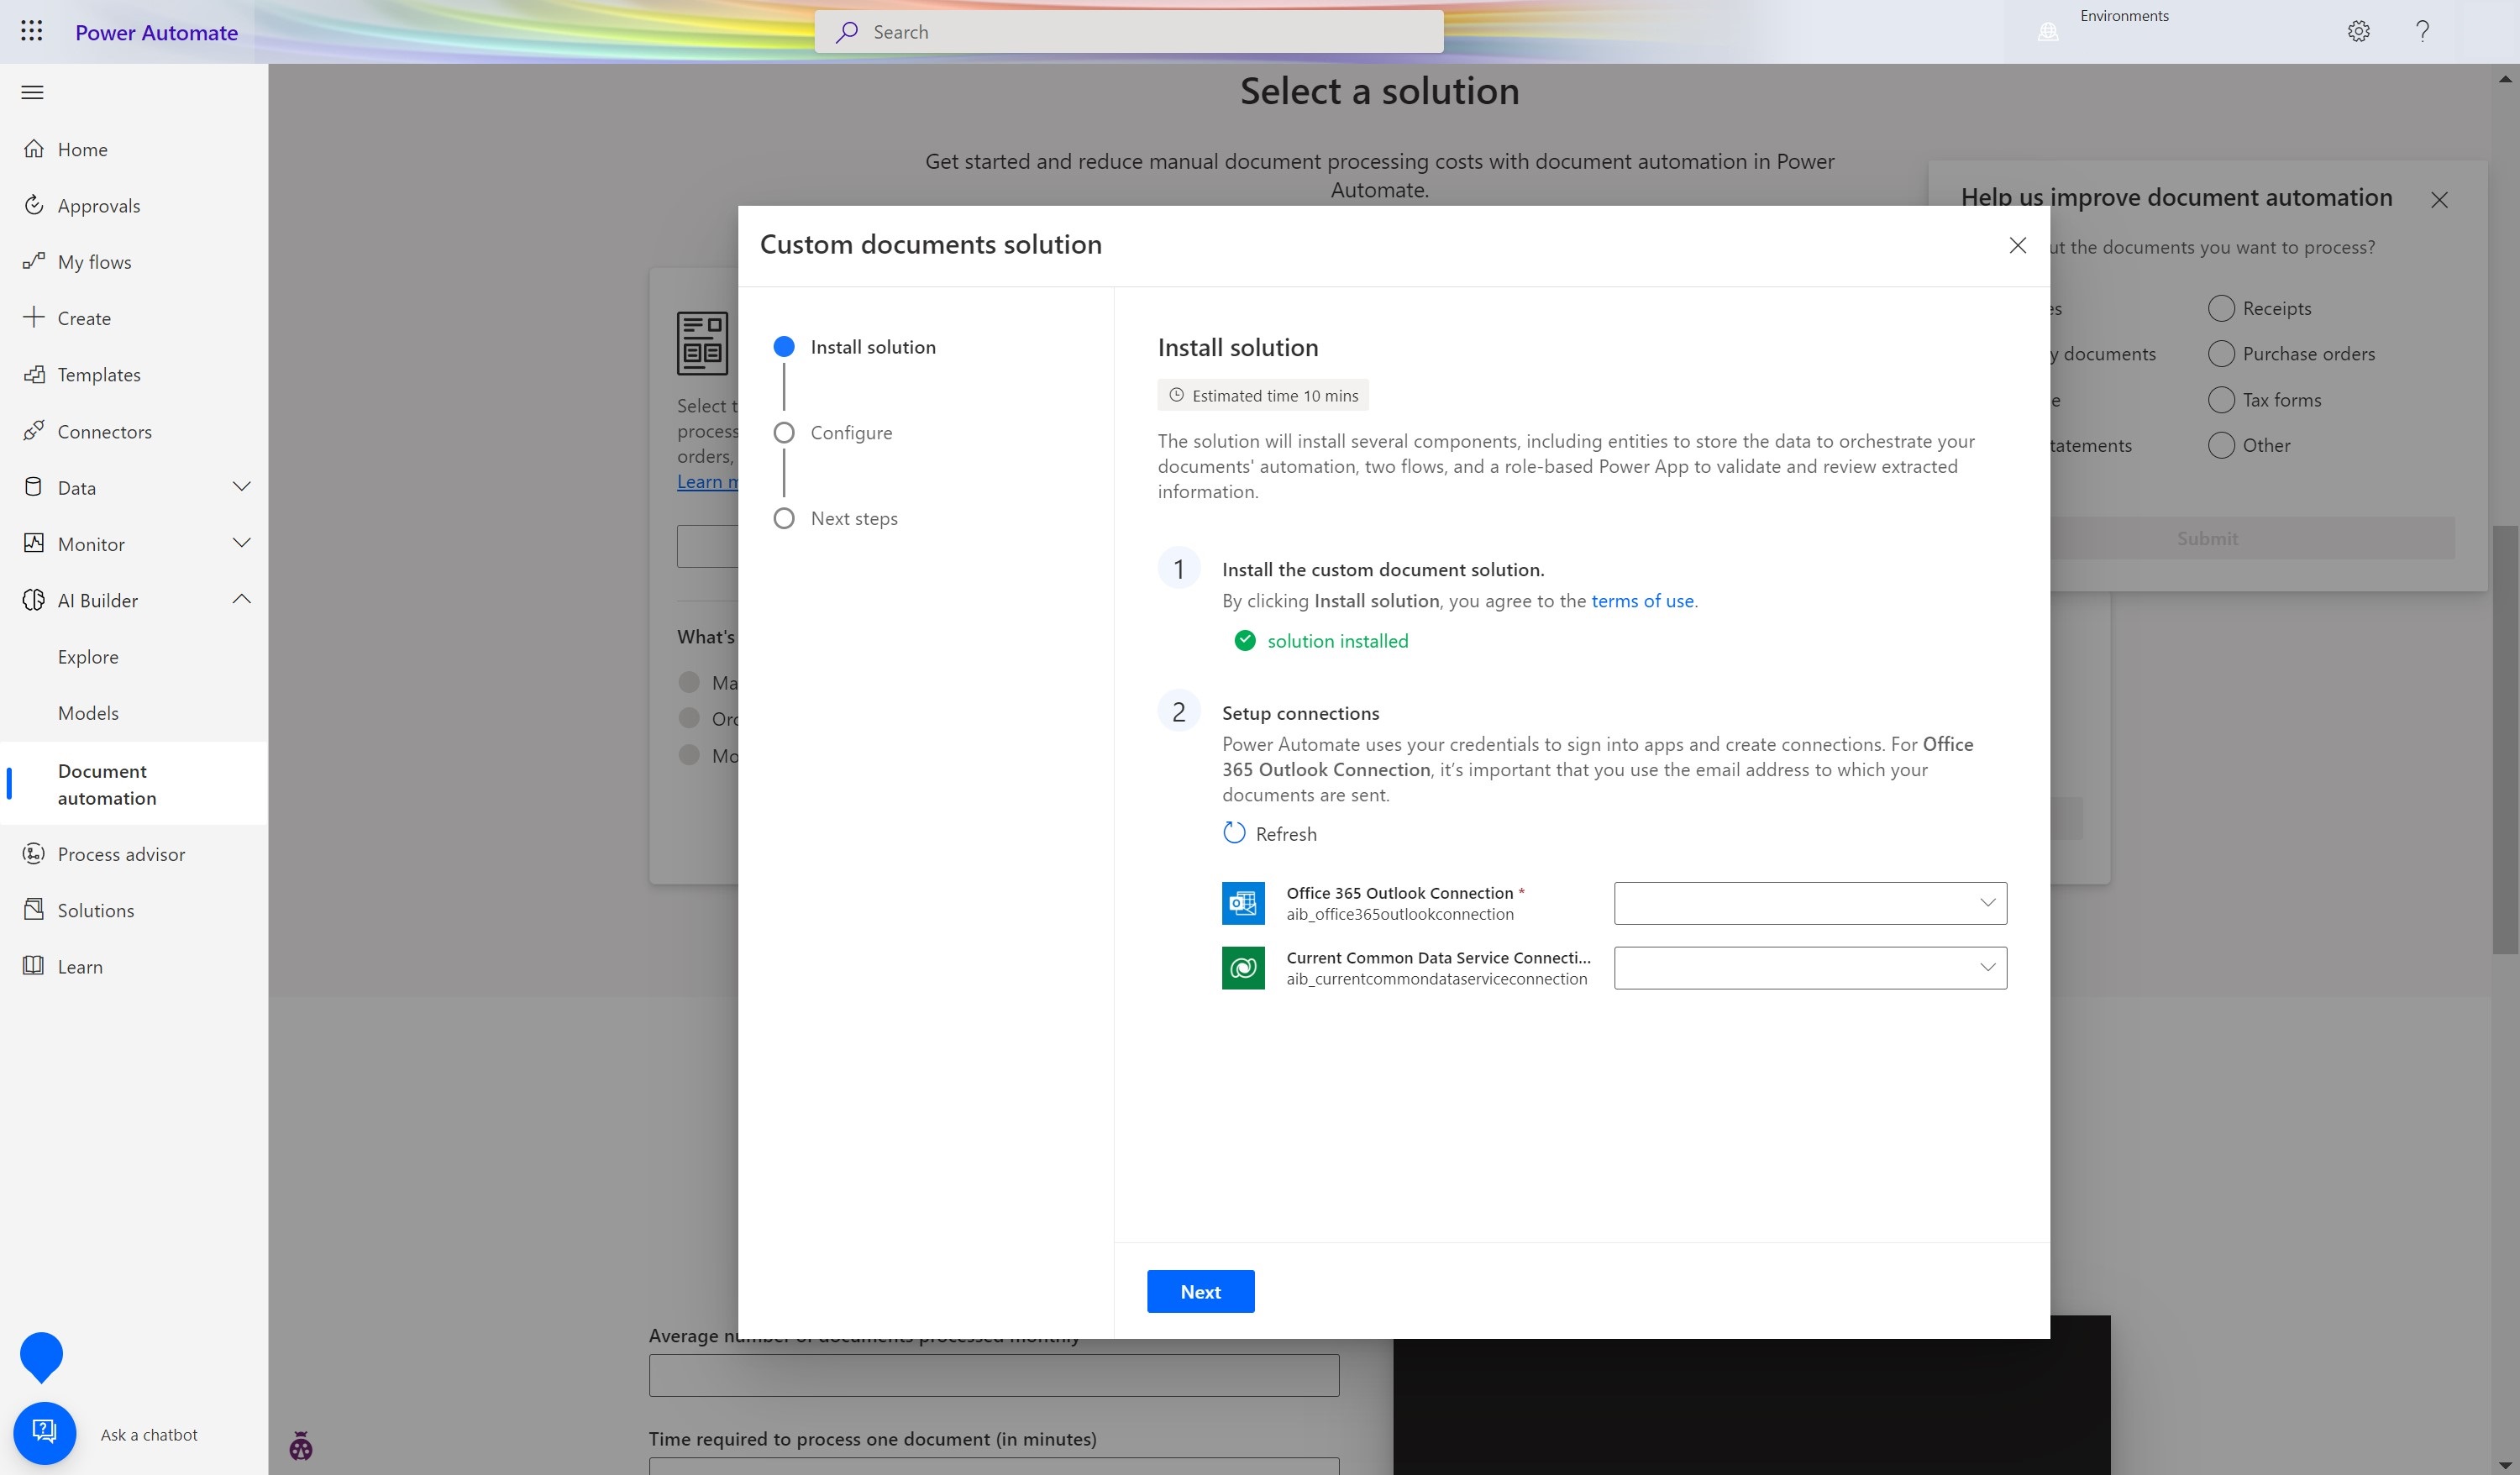 Power Automate
Search
Environments
Home
Approvals
My flows
Create
Templates
Connectors
Data
Monitor
AI Builder
Explore
Models
Document
automation
Process advisor
Solutions
Learn
Ask a chatbot
Select a solution
Get started and reduce manual document processing costs with document automation in Power
Automate.
Help us improve document automation
the documents you want to process?
Receipts
documents
Purchase orders
Tax forms
Other
Submit
Select
process
orders,
Learn
What's
Custom documents solution
Install solution
Configure
Next steps
Install solution
Estimated time 10 mins
The solution will install several components, including entities to store the data to orchestrate your
documents' automation, two flows, and a role-based Power App to validate and review extracted
information.
1
Install the custom document solution.
By clicking Install solution, you agree to the terms of use.
solution installed
2
Setup connections
Power Automate uses your credentials to sign into apps and create connections. For Office
365 Outlook Connection, it’s important that you use the email address to which your
documents are sent.
Refresh
Office 365 Outlook Connection *
aib_office365outlookconnection
Current Common Data Service Connecti...
aib_currentcommondataserviceconnection
Next
Average number of documents processed monthly
Time required to process one document (in minutes)